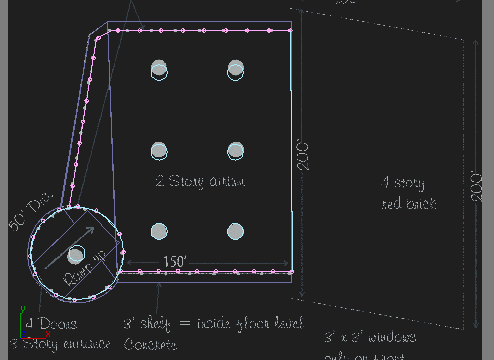 200'
200'
2 Story atrium
4 story
red brick
50' Dia.
Ramp up
150'
4 Doors
3 Story entrance
3' shelf = inside floor level
Concrete
3' x 3' windows
only on front
Y